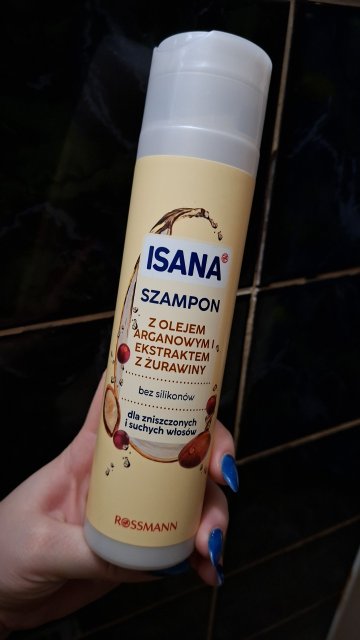 ISANA
SZAMPON
Z OLEJEM
ARGANOWYM I
EKSTRAKTEM
Z ŻURAWINY
bez silikonów
dla zniszczonych
i suchych włosów
ROSSMANN